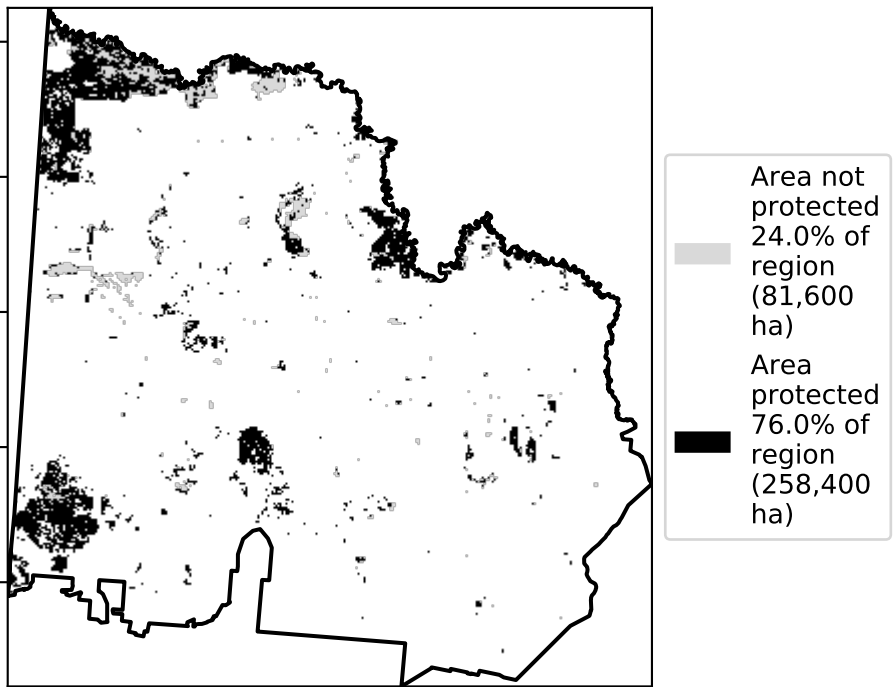 Area not
protected
24.0% of
region
(81,600
ha)
Area
protected
76.0% of
region
(258,400
ha)